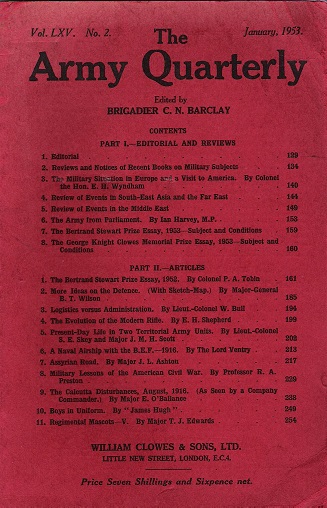 Vol. LXV. No. 2.
January, 1953.
The
Army Quarterly
Edited by
BRIGADIER C. N. BARCLAY
CONTENTS
PART I.—EDITORIAL AND REVIEWS
1. Editorial 129
2. Reviews and Notices of Recent Books on Military Subjects 134
3. The Military Situation in Europe and a Visit to America. By Colonel
the Hon. E. H. Wyndham 140
4. Review of Events in South-East Asia and the Far East 144
5. Review of Events in the Middle East 149
6. The Army from Parliament. By Ian Harvey, M.P. 153
7. The Bertrand Stewart Prize Essay, 1953—Subject and Conditions 159
8. The George Knight Clowes Memorial Prize Essay, 1953—Subject and
Conditions 160
PART II.—ARTICLES
1. The Bertrand Stewart Prize Essay, 1952. By Colonel F. A. Tobin 161
2. More Ideas on the Defence. (With Sketch-Map.) By Major-General
R. T. Wilson 185
3. Logistics versus Administration. By Lieut.-Colonel W. Bull 194
4. The Evolution of the Modern Rifle. By E. H. Shepherd 199
5. Present-Day Life in Two Territorial Army Units. By Lieut.-Colonel
S. E. Skey and Major J. M. H. Scott 208
6. A Naval Airship with the B.E.F.—1916. By The Lord Ventry 213
7. Assyrian Road. By Major J. L. Ashton 217
8. Military Lessons of the American Civil War. By Professor R. A.
Preston 229
9. The Calcutta Disturbances, August, 1946. (As Seen by a Company
Commander.) By Major E. O'Ballance 238
10. Boys in Uniform. By "James Hugh" 248
11. Regimental Mascots—V. By Major T. J. Edwards 254
WILLIAM CLOWES & SONS, LTD.
LITTLE NEW STREET, LONDON, E.C.4.
Price Seven Shillings and Sixpence net.